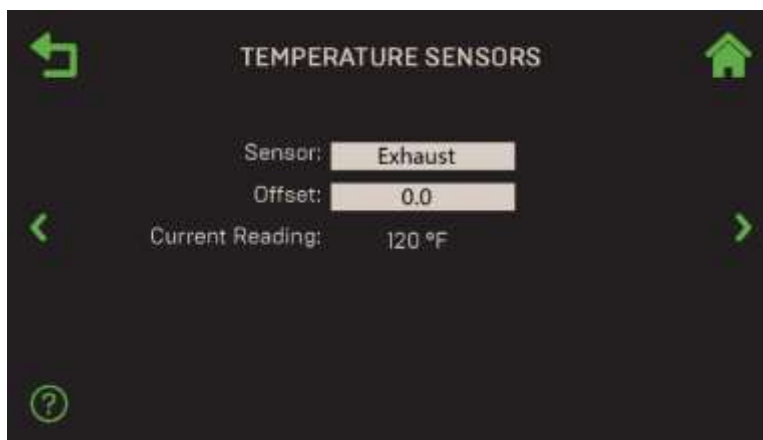 TEMPERATURE SENSORS
Sensor: Exhaust
Offset: 0.0
Current Reading: 120 °F
?